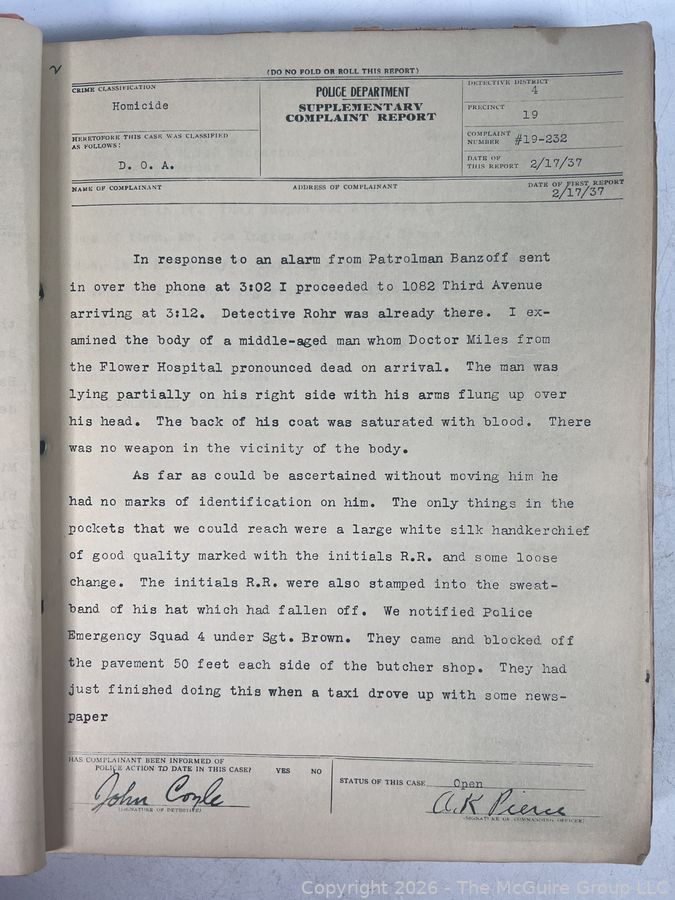 (DO NO FOLD OR ROLL THIS REPORT)
CRIME CLASSIFICATION
Homicide
HERETOFORE THIS CASE WAS CLASSIFIED
AS FOLLOWS:
D. O. A.
POLICE DEPARTMENT
SUPPLEMENTARY
COMPLAINT REPORT
DETECTIVE DISTRICT
4
PRECINCT
19
COMPLAINT
NUMBER #19-232
DATE OF
THIS REPORT 2/17/37
NAME OF COMPLAINANT ADDRESS OF COMPLAINANT DATE OF FIRST REPORT
2/17/37
In response to an alarm from Patrolman Banzoff sent
in over the phone at 3:02 I proceeded to 1082 Third Avenue
arriving at 3:12. Detective Rohr was already there. I ex-
amined the body of a middle-aged man whom Doctor Miles from
the Flower Hospital pronounced dead on arrival. The man was
lying partially on his right side with his arms flung up over
his head. The back of his coat was saturated with blood. There
was no weapon in the vicinity of the body.
As far as could be ascertained without moving him he
had no marks of identification on him. The only things in the
pockets that we could reach were a large white silk handkerchief
of good quality marked with the initials R.R. and some loose
change. The initials R.R. were also stamped into the sweat-
band of his hat which had fallen off. We notified Police
Emergency Squad 4 under Sgt. Brown. They came and blocked off
the pavement 50 feet each side of the butcher shop. They had
just finished doing this when a taxi drove up with some news-
paper
HAS COMPLAINANT BEEN INFORMED OF
POLICE ACTION TO DATE IN THIS CASE? YES NO
John Coyle
(SIGNATURE OF DETECTIVE)
STATUS OF THIS CASE Open
A.K Pierce
(SIGNATURE OF COMMANDING OFFICER)
Copyright 2026 - The McGuire Group LLC